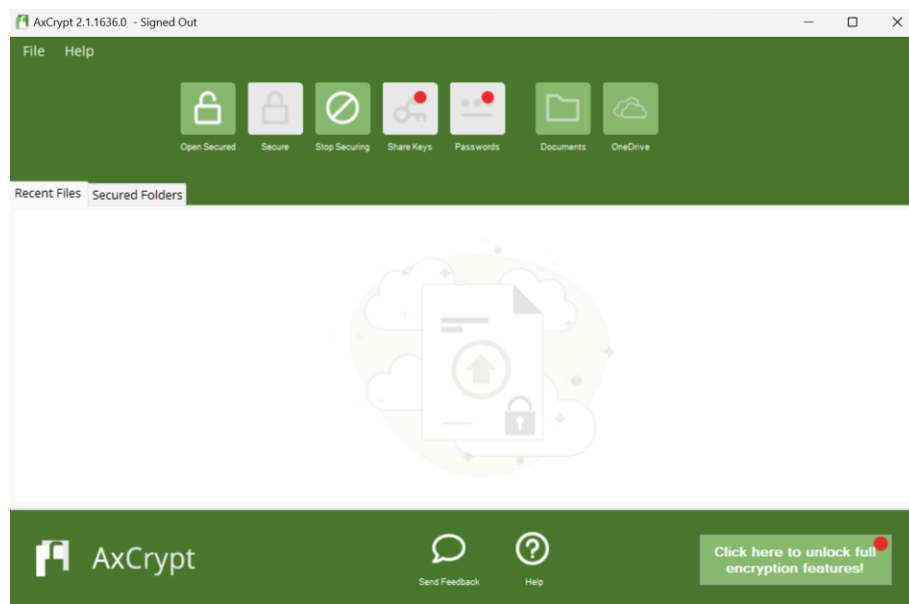 AxCrypt 2.1.1636.0 - Signed Out
File Help
Open Secured Secure Stop Securing Share Keys Passwords Documents OneDrive
Recent Files Secured Folders
AxCrypt
Send Feedback Help
Click here to unlock full
encryption features!